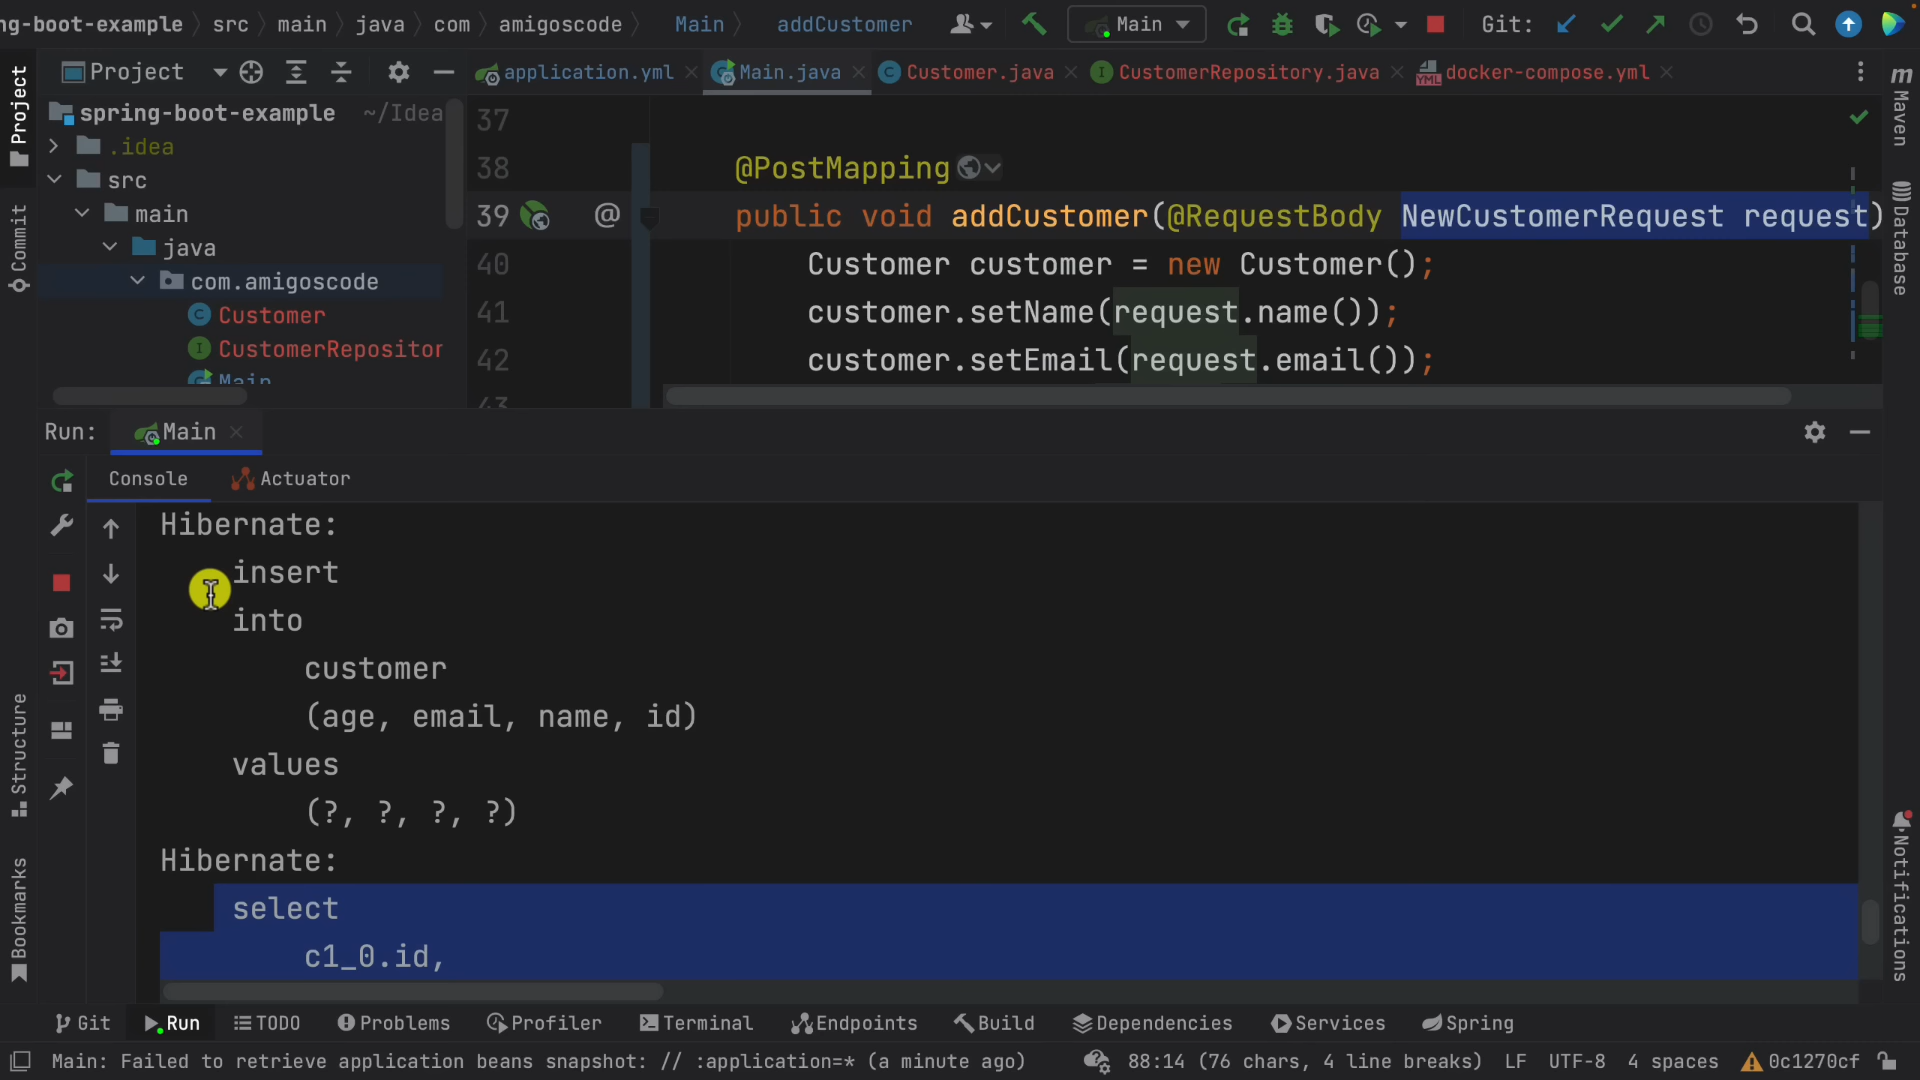 ng-boot-example src main java com amigoscode Main addCustomer Main Git:
Project application.yml Main.java Customer.java CustomerRepository.java docker-compose.yml
spring-boot-example ~/Idea
.idea
src
main
java
com.amigoscode
Customer
CustomerRepositor
Main
37
38 @PostMapping
39 @ public void addCustomer(@RequestBody NewCustomerRequest request)
40 Customer customer = new Customer();
41 customer.setName(request.name());
42 customer.setEmail(request.email());
43
Run: Main
Console Actuator
Hibernate:
insert
into
customer
(age, email, name, id)
values
(?, ?, ?, ?)
Hibernate:
select
c1_0.id,
Git Run TODO Problems Profiler Terminal Endpoints Build Dependencies Services Spring
Main: Failed to retrieve application beans snapshot: // :application=* (a minute ago) 88:14 (76 chars, 4 line breaks) LF UTF-8 4 spaces 0c1270cf
Project
Commit
Structure
Bookmarks
m
Maven
Database
Notifications